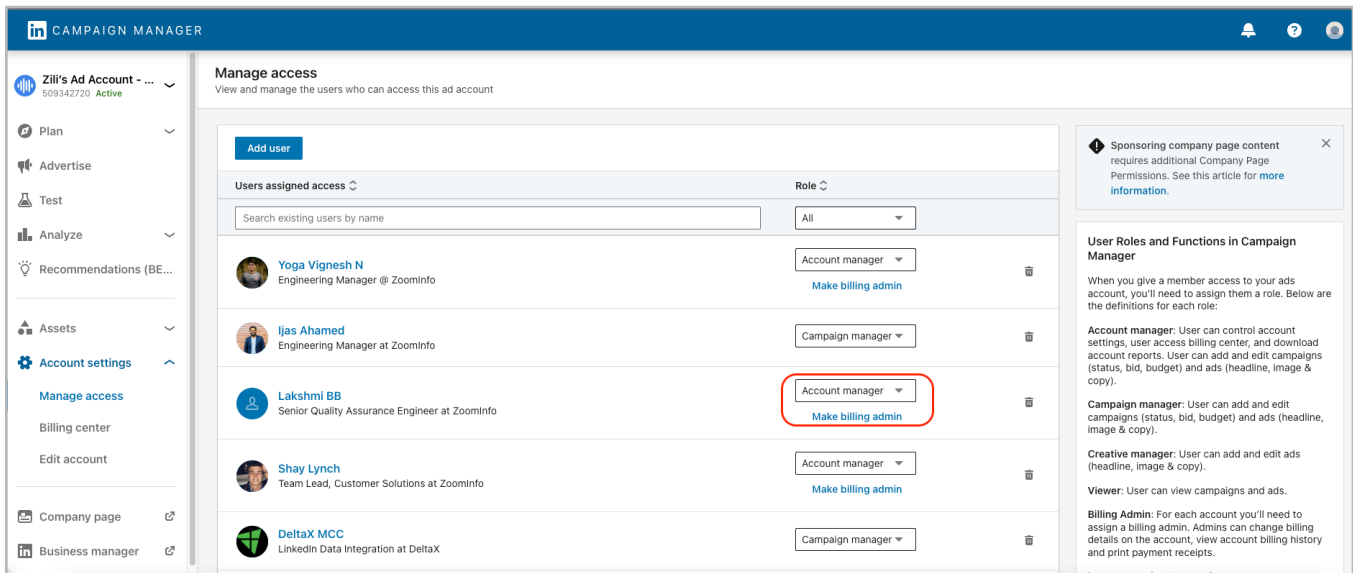 in CAMPAIGN MANAGER
Zili's Ad Account - ...
509342720 Active
Plan
Advertise
Test
Analyze
Recommendations (BE...
Assets
Account settings
Manage access
Billing center
Edit account
Company page
in Business manager
Manage access
View and manage the users who can access this ad account
Add user
Users assigned access Role
Search existing users by name All
Yoga Vignesh N
Engineering Manager @ ZoomInfo
Account manager
Make billing admin
Ijas Ahamed
Engineering Manager at ZoomInfo
Campaign manager
Lakshmi BB
Senior Quality Assurance Engineer at ZoomInfo
Account manager
Make billing admin
Shay Lynch
Team Lead, Customer Solutions at ZoomInfo
Account manager
Make billing admin
DeltaX MCC
LinkedIn Data Integration at DeltaX
Campaign manager
Sponsoring company page content
requires additional Company Page
Permissions. See this article for more
information.
User Roles and Functions in Campaign
Manager
When you give a member access to your ads
account, you'll need to assign them a role. Below are
the definitions for each role:
Account manager: User can control account
settings, user access billing center, and download
account reports. User can add and edit campaigns
(status, bid, budget) and ads (headline, image &
copy).
Campaign manager: User can add and edit
campaigns (status, bid, budget) and ads (headline,
image & copy).
Creative manager: User can add and edit ads
(headline, image & copy).
Viewer: User can view campaigns and ads.
Billing Admin: For each account you'll need to
assign a billing admin. Admins can change billing
details on the account, view account billing history
and print payment receipts.